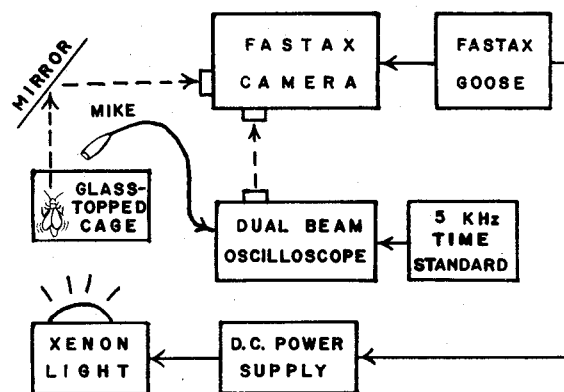 FASTAX
CAMERA
FASTAX
GOOSE
MIRROR
MIKE
GLASS-
TOPPED
CAGE
DUAL BEAM
OSCILLOSCOPE
5 KHz
TIME
STANDARD
XENON
LIGHT
D.C. POWER
SUPPLY